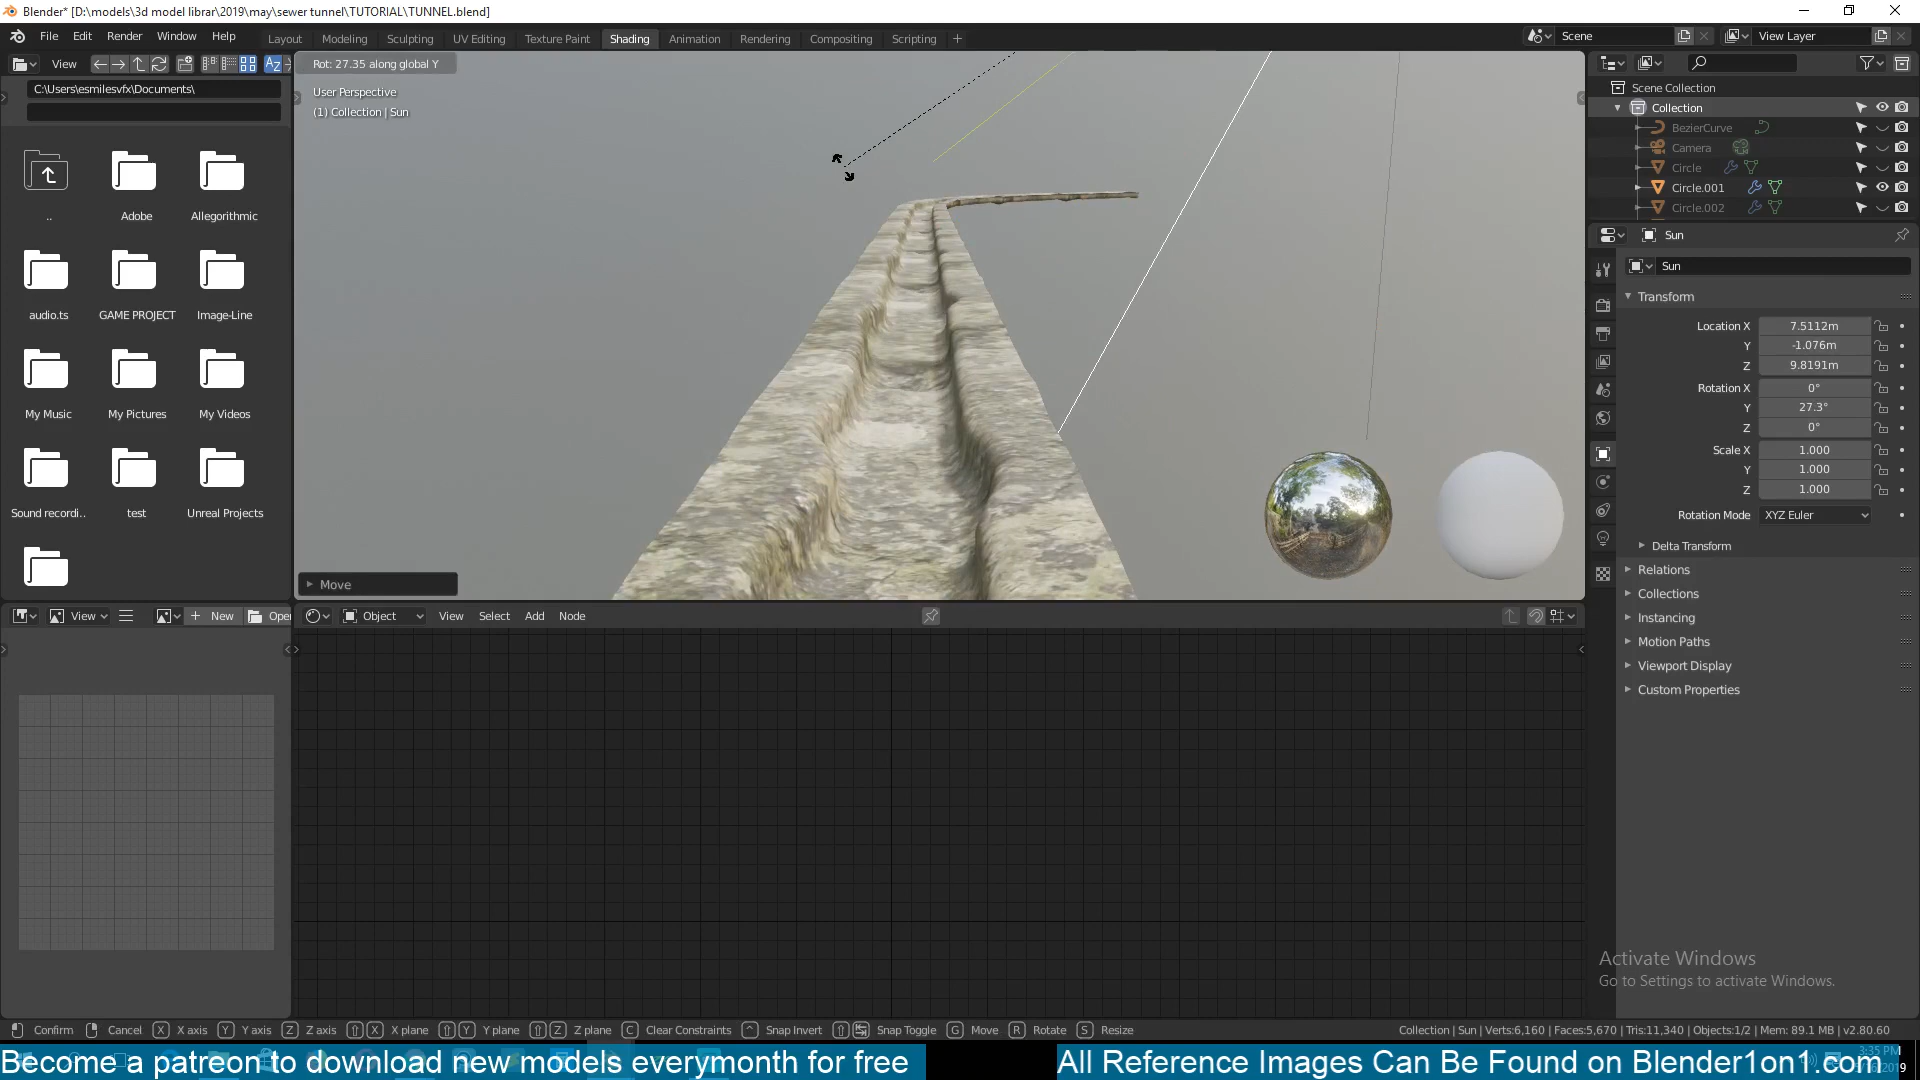 Blender* [D:\models\3d model librar\2019\may\sewer tunnel\TUTORIAL\TUNNEL.blend]
File Edit Render Window Help Layout Modeling Sculpting UV Editing Texture Paint Shading Animation Rendering Compositing Scripting + Scene View Layer
View
C:\Users\esmilesvfx\Documents\
.. Adobe Allegorithmic
audio.ts GAME PROJECT Image-Line
My Music My Pictures My Videos
Sound recordi.. test Unreal Projects
Rot: 27.35 along global Y
User Perspective
(1) Collection | Sun
Move
Scene Collection
Collection
BezierCurve
Camera
Circle
Circle.001
Circle.002
Sun
Sun
Transform
Location X 7.5112m
Y -1.076m
Z 9.8191m
Rotation X 0°
Y 27.3°
Z 0°
Scale X 1.000
Y 1.000
Z 1.000
Rotation Mode XYZ Euler
Delta Transform
Relations
Collections
Instancing
Motion Paths
Viewport Display
Custom Properties
View + New Open
Object View Select Add Node
Activate Windows
Go to Settings to activate Windows.
Confirm Cancel X X axis Y Y axis Z Z axis X X plane Y Y plane Z Z plane C Clear Constraints ^ Snap Invert Snap Toggle G Move R Rotate S Resize
Collection | Sun | Verts:6,160 | Faces:5,670 | Tris:11,340 | Objects:1/2 | Mem: 89.1 MB | v2.80.60
Become a patreon to download new models everymonth for free
All Reference Images Can Be Found on Blender1on1.com
3:35 PM